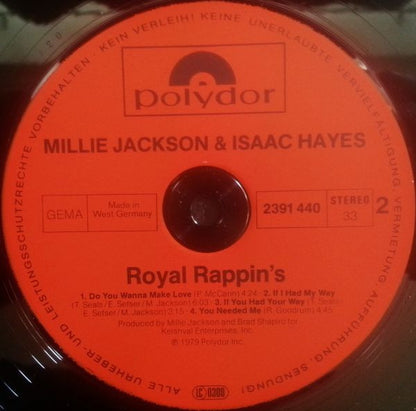 ALLE URHEBER- UND LEISTUNGSSCHUTZRECHTE VORBEHALTEN · KEIN VERLEIH! KEINE UNERLAUBTE VERVIELFÄLTIGUNG, VERMIETUNG, AUFFÜHRUNG, SENDUNG!
polydor
MILLIE JACKSON & ISAAC HAYES
GEMA
Made in
West Germany
2391 440
STEREO
33
2
Royal Rappin's
1. Do You Wanna Make Love (P. McCann) 4:24 · 2. If I Had My Way
(T. Seals/E. Setser/M. Jackson) 6:03 · 3. If You Had Your Way (T. Seals/
E. Setser/M. Jackson) 3:15 · 4. You Needed Me (R. Goodrum) 4:45
Produced by Millie Jackson and Brad Shapiro for
Keishval Enterprises, Inc.
℗ 1979 Polydor Inc.
LC 0309